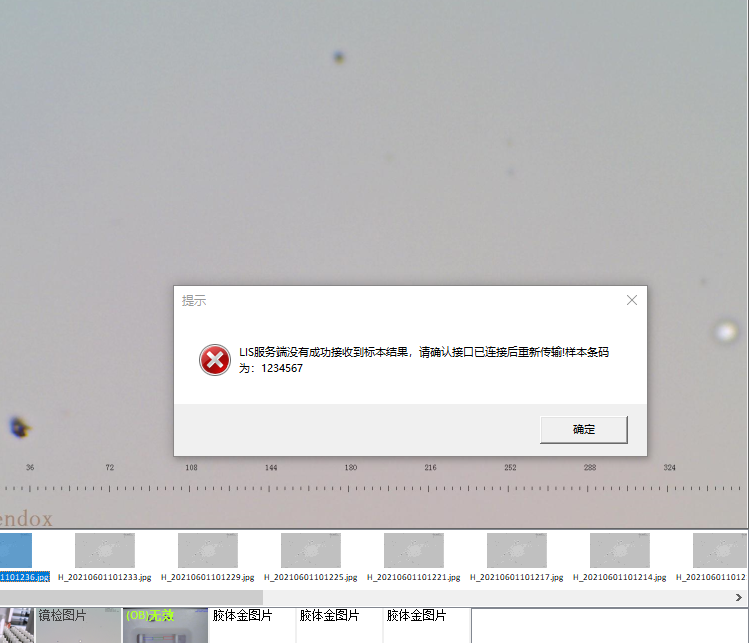 提示
LIS服务端没有成功接收到标本结果，请确认接口已连接后重新传输!样本条码
为：1234567
确定
36 72 108 144 180 216 252 288 324
endox
1101236.jpg H_20210601101233.jpg H_20210601101229.jpg H_20210601101225.jpg H_20210601101221.jpg H_20210601101217.jpg H_20210601101214.jpg H_202106011012
镜检图片 (OB)无效 胶体金图片 胶体金图片 胶体金图片